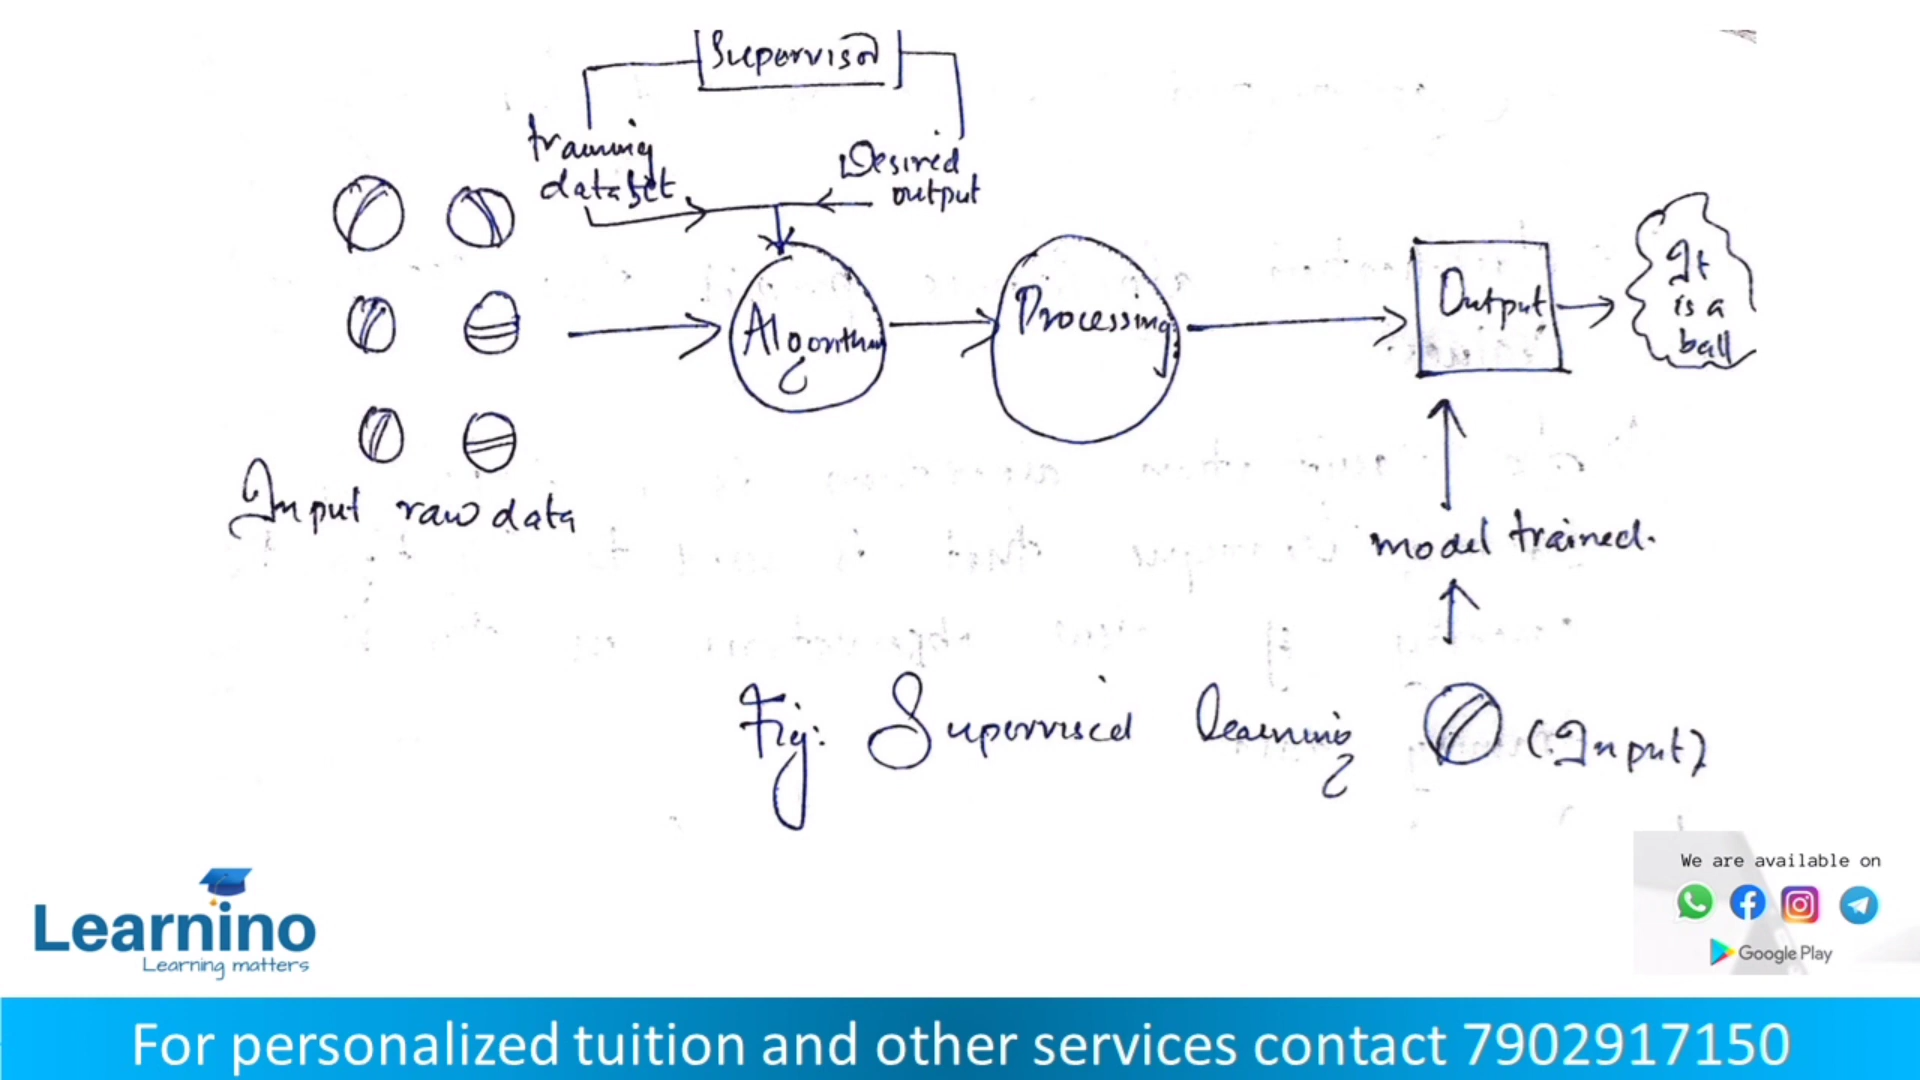 Supervisor
training
dataset
Desired
output
Algorithm
Processing
Output
It
is a
ball
Input raw data
model trained.
Fig: Supervised learning
(Input)
We are available on
Google Play
Learnino
Learning matters
For personalized tuition and other services contact 7902917150